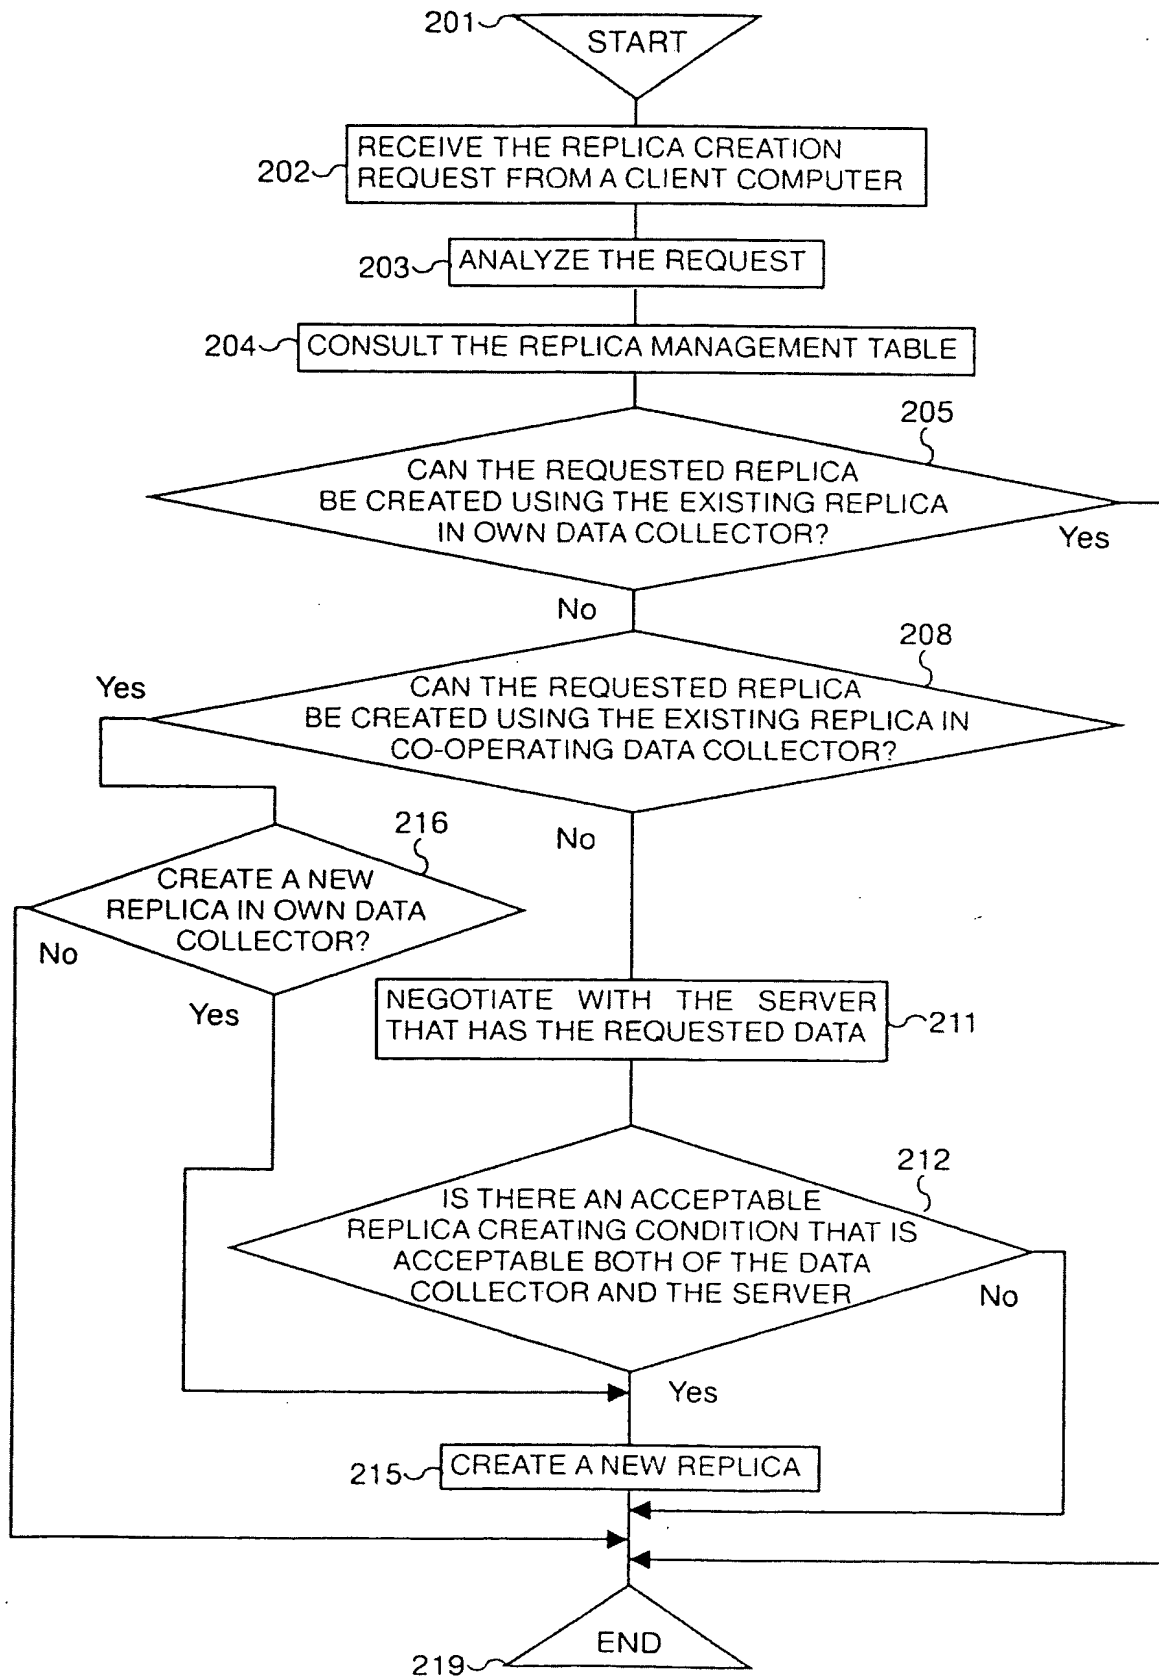 201
START
202
RECEIVE THE REPLICA CREATION
REQUEST FROM A CLIENT COMPUTER
203
ANALYZE THE REQUEST
204
CONSULT THE REPLICA MANAGEMENT TABLE
205
CAN THE REQUESTED REPLICA
BE CREATED USING THE EXISTING REPLICA
IN OWN DATA COLLECTOR?
Yes
No
208
Yes
CAN THE REQUESTED REPLICA
BE CREATED USING THE EXISTING REPLICA IN
CO-OPERATING DATA COLLECTOR?
No
216
CREATE A NEW
REPLICA IN OWN DATA
COLLECTOR?
No
Yes
NEGOTIATE WITH THE SERVER
THAT HAS THE REQUESTED DATA
211
212
IS THERE AN ACCEPTABLE
REPLICA CREATING CONDITION THAT IS
ACCEPTABLE BOTH OF THE DATA
COLLECTOR AND THE SERVER
No
Yes
215
CREATE A NEW REPLICA
END
219